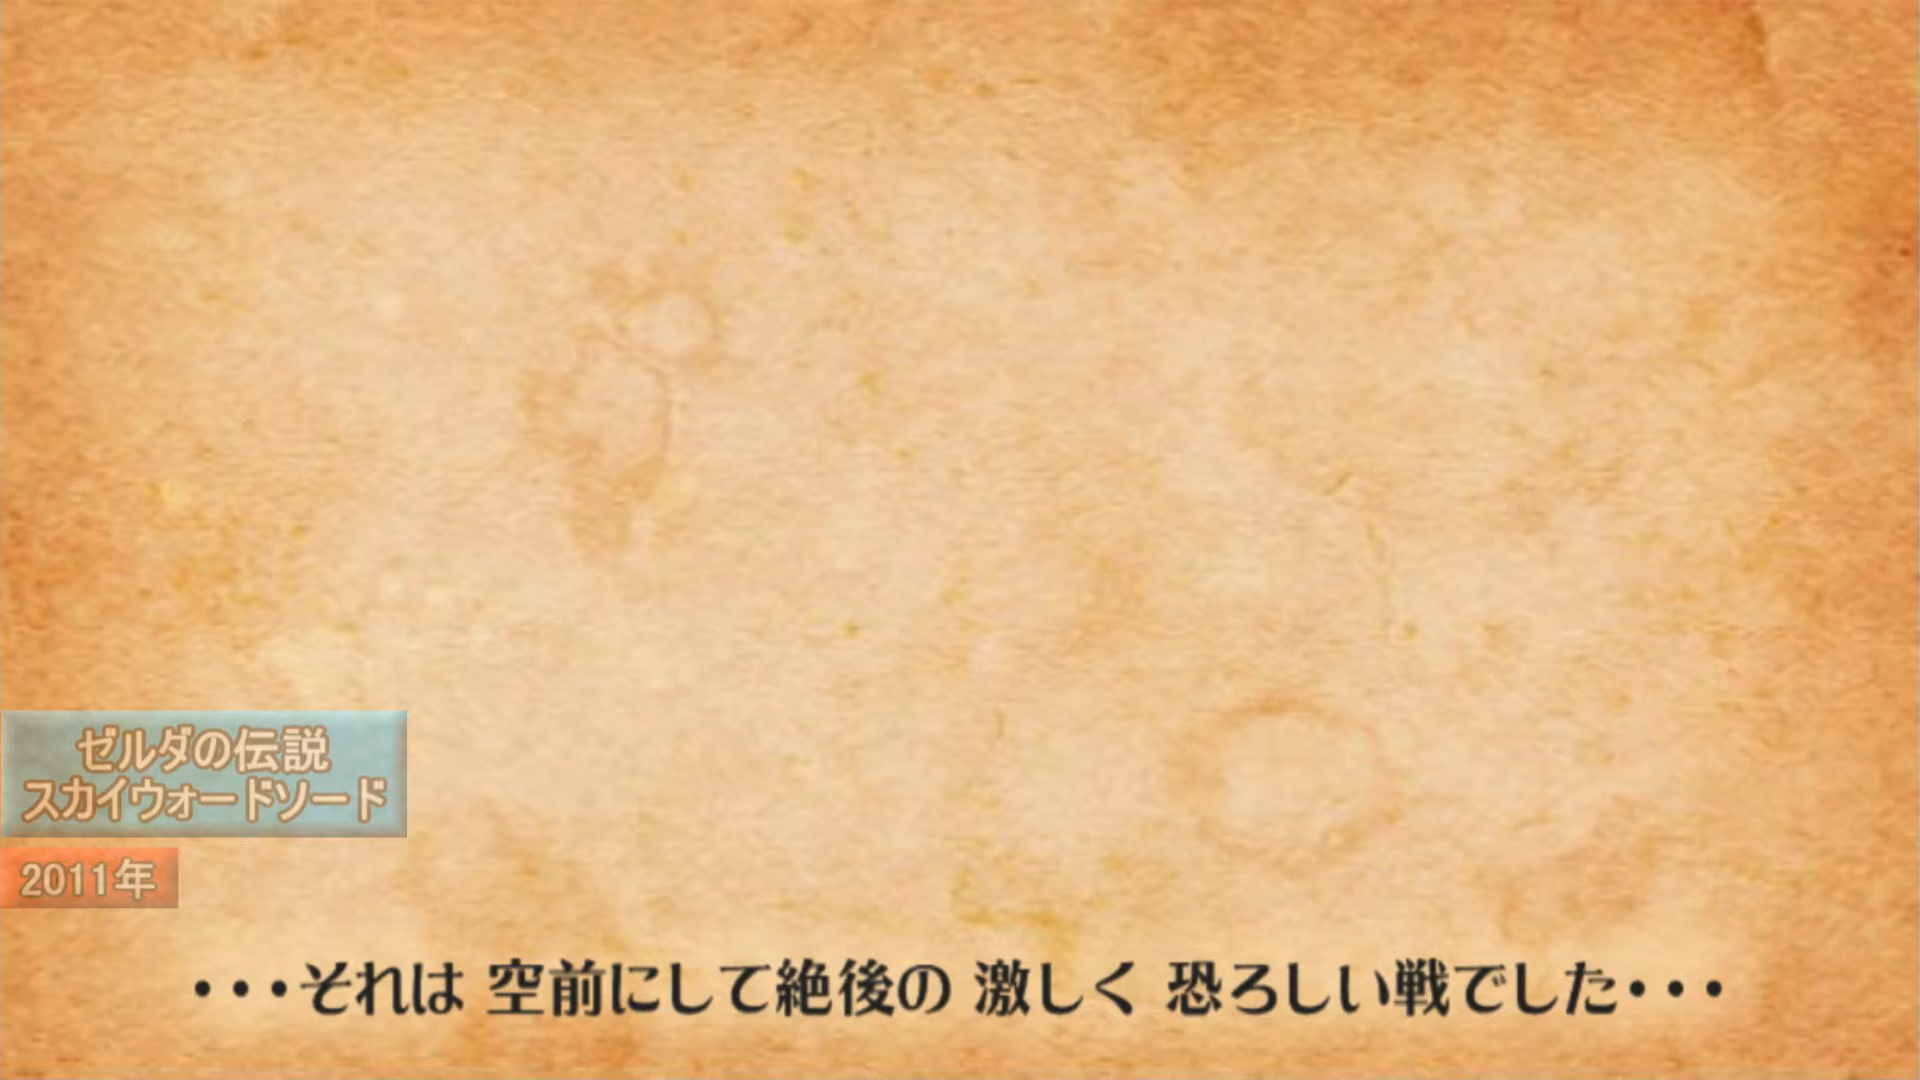 ゼルダの伝説
スカイウォードソード
2011年
・・・それは 空前にして絶後の 激しく 恐ろしい戦でした・・・